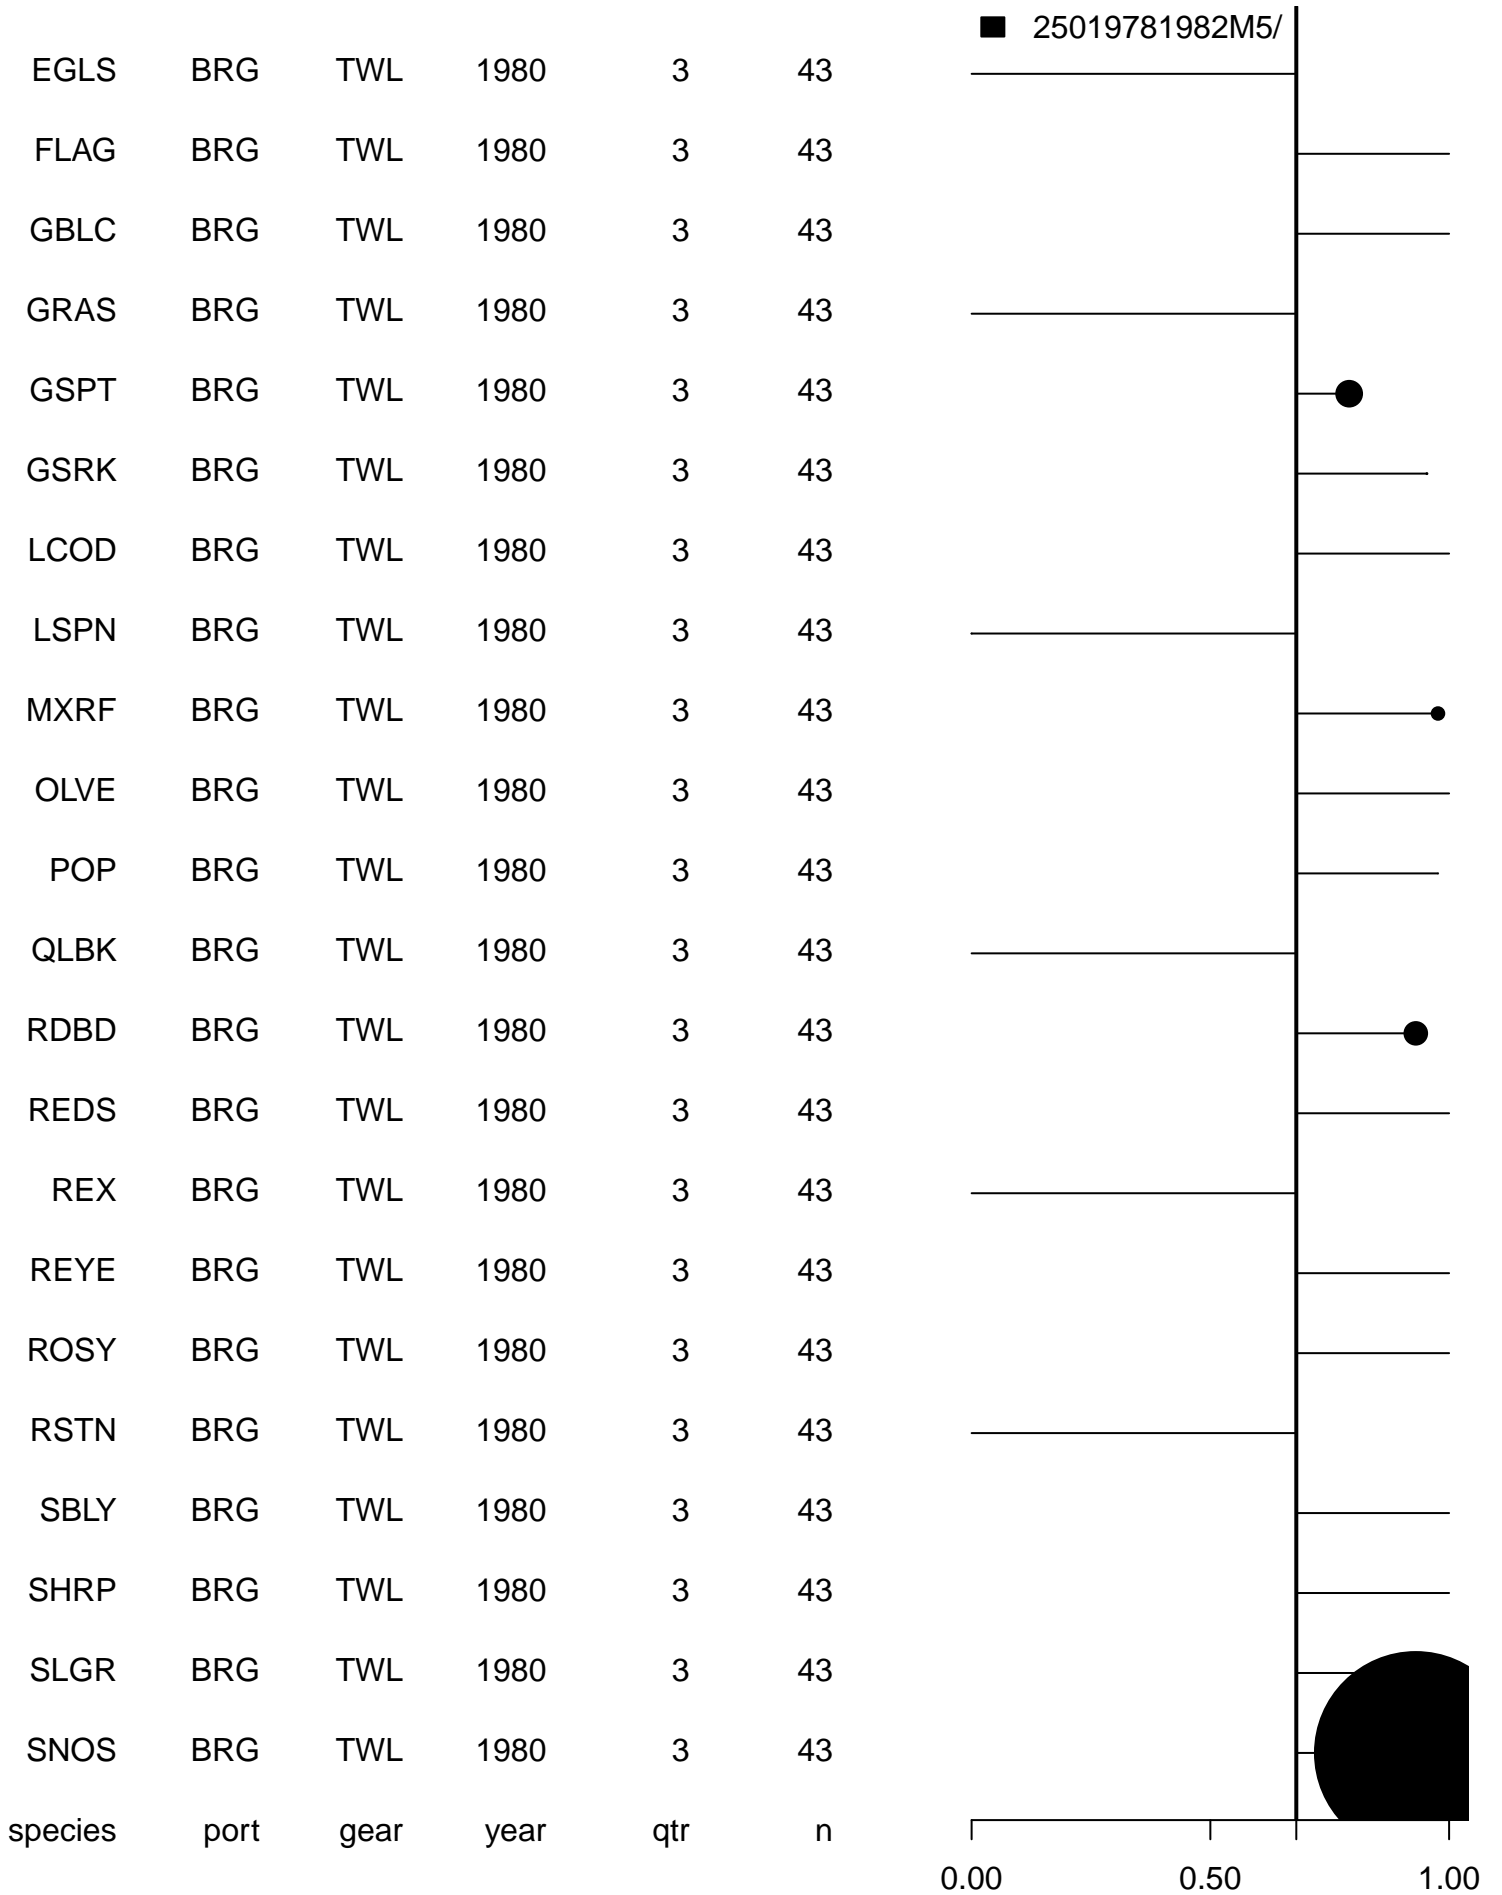 25019781982M5/
EGLS BRG TWL 1980 3 43
FLAG BRG TWL 1980 3 43
GBLC BRG TWL 1980 3 43
GRAS BRG TWL 1980 3 43
GSPT BRG TWL 1980 3 43
GSRK BRG TWL 1980 3 43
LCOD BRG TWL 1980 3 43
LSPN BRG TWL 1980 3 43
MXRF BRG TWL 1980 3 43
OLVE BRG TWL 1980 3 43
POP BRG TWL 1980 3 43
QLBK BRG TWL 1980 3 43
RDBD BRG TWL 1980 3 43
REDS BRG TWL 1980 3 43
REX BRG TWL 1980 3 43
REYE BRG TWL 1980 3 43
ROSY BRG TWL 1980 3 43
RSTN BRG TWL 1980 3 43
SBLY BRG TWL 1980 3 43
SHRP BRG TWL 1980 3 43
SLGR BRG TWL 1980 3 43
SNOS BRG TWL 1980 3 43
species port gear year qtr n
0.00 0.50 1.00